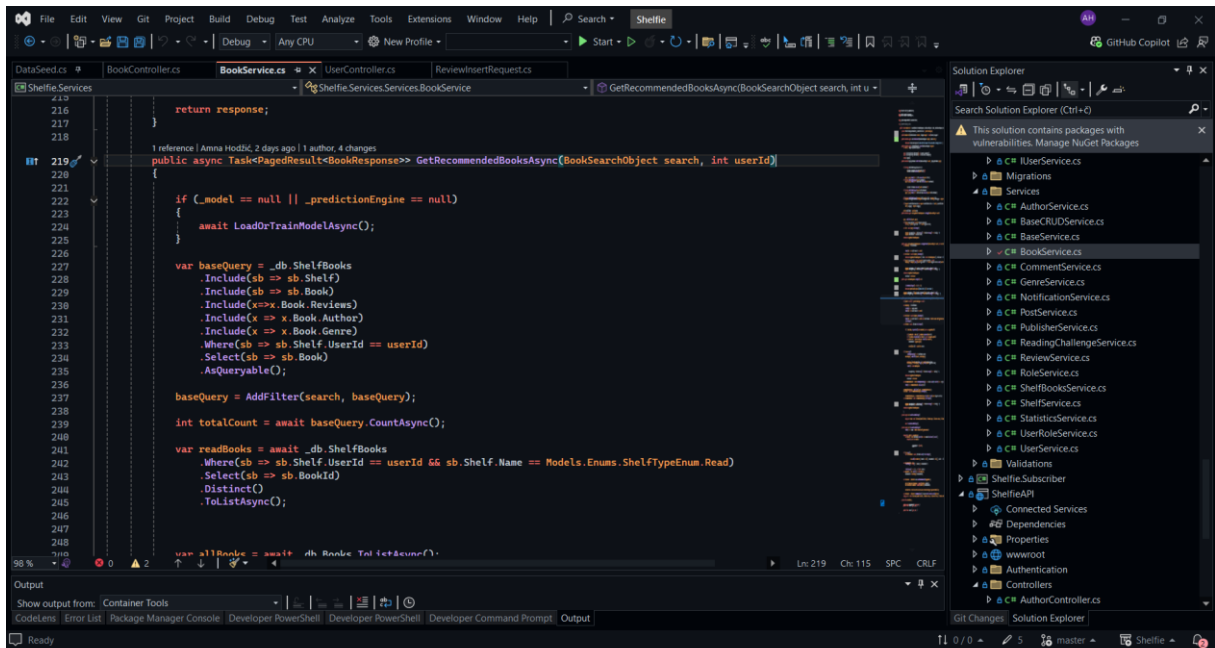 File Edit View Git Project Build Debug Test Analyze Tools Extensions Window Help Search Shelfie AH
Debug Any CPU New Profile Start GitHub Copilot
DataSeed.cs BookController.cs BookService.cs UserController.cs ReviewInsertRequest.cs
Shelfie.Services Shelfie.Services.Services.BookService GetRecommendedBooksAsync(BookSearchObject search, int u
215
216 return response;
217 }
218
1 reference | Amna Hodžić, 2 days ago | 1 author, 4 changes
219 public async Task<PagedResult<BookResponse>> GetRecommendedBooksAsync(BookSearchObject search, int userId)
220 {
221
222 if (_model == null || _predictionEngine == null)
223 {
224 await LoadOrTrainModelAsync();
225 }
226
227 var baseQuery = _db.ShelfBooks
228 .Include(sb => sb.Shelf)
229 .Include(sb => sb.Book)
230 .Include(x=>x.Book.Reviews)
231 .Include(x => x.Book.Author)
232 .Include(x => x.Book.Genre)
233 .Where(sb => sb.Shelf.UserId == userId)
234 .Select(sb => sb.Book)
235 .AsQueryable();
236
237 baseQuery = AddFilter(search, baseQuery);
238
239 int totalCount = await baseQuery.CountAsync();
240
241 var readBooks = await _db.ShelfBooks
242 .Where(sb => sb.Shelf.UserId == userId && sb.Shelf.Name == Models.Enums.ShelfTypeEnum.Read)
243 .Select(sb => sb.BookId)
244 .Distinct()
245 .ToListAsync();
246
247
248
249 var allBooks = await _db.Books.ToListAsync();
98 % 0 2 Ln: 219 Ch: 115 SPC CRLF
Output
Show output from: Container Tools
CodeLens Error List Package Manager Console Developer PowerShell Developer PowerShell Developer Command Prompt Output
Solution Explorer
Search Solution Explorer (Ctrl+č)
This solution contains packages with
vulnerabilities. Manage NuGet Packages
C# IUserService.cs
Migrations
Services
C# AuthorService.cs
C# BaseCRUDService.cs
C# BaseService.cs
C# BookService.cs
C# CommentService.cs
C# GenreService.cs
C# NotificationService.cs
C# PostService.cs
C# PublisherService.cs
C# ReadingChallengeService.cs
C# ReviewService.cs
C# RoleService.cs
C# ShelfBooksService.cs
C# ShelfService.cs
C# StatisticsService.cs
C# UserRoleService.cs
C# UserService.cs
Validations
Shelfie.Subscriber
ShelfieAPI
Connected Services
Dependencies
Properties
wwwroot
Authentication
Controllers
C# AuthorController.cs
Git Changes Solution Explorer
Ready 0 / 0 5 master Shelfie 2